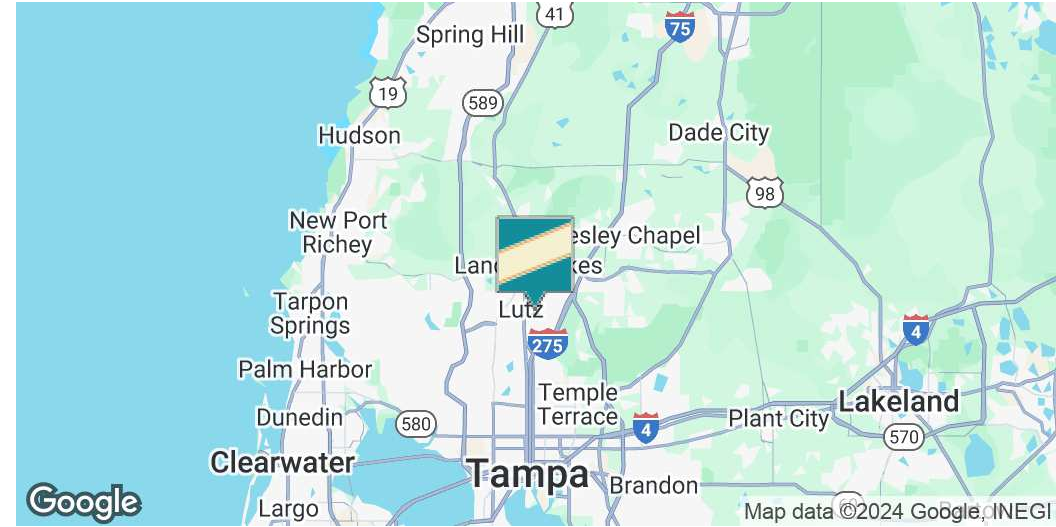 41
Spring Hill
75
19
589
Hudson
Dade City
98
New Port
Richey
esley Chapel
Lan
kes
Tarpon
Springs
Lutz
275
4
Palm Harbor
Temple
Terrace
Lakeland
Dunedin
580
4
Plant City
570
Clearwater
Tampa
Brandon
Largo
Google
Map data ©2024 Google, INEGI